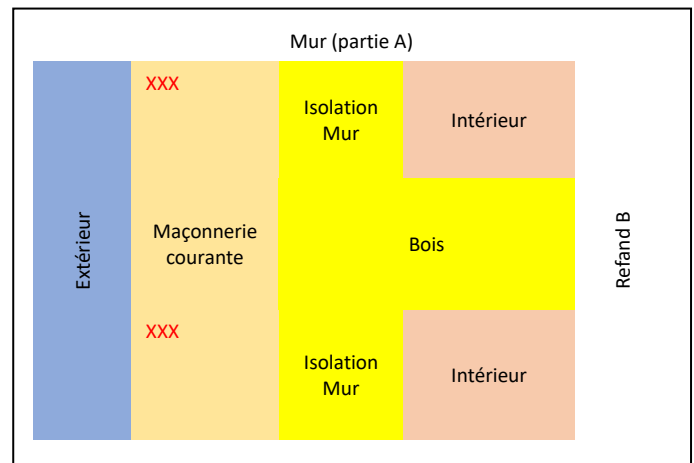 Mur (partie A)
XXX
Isolation
Mur
Intérieur
Extérieur
Maçonnerie
courante
Bois
Refand B
XXX
Isolation
Mur
Intérieur